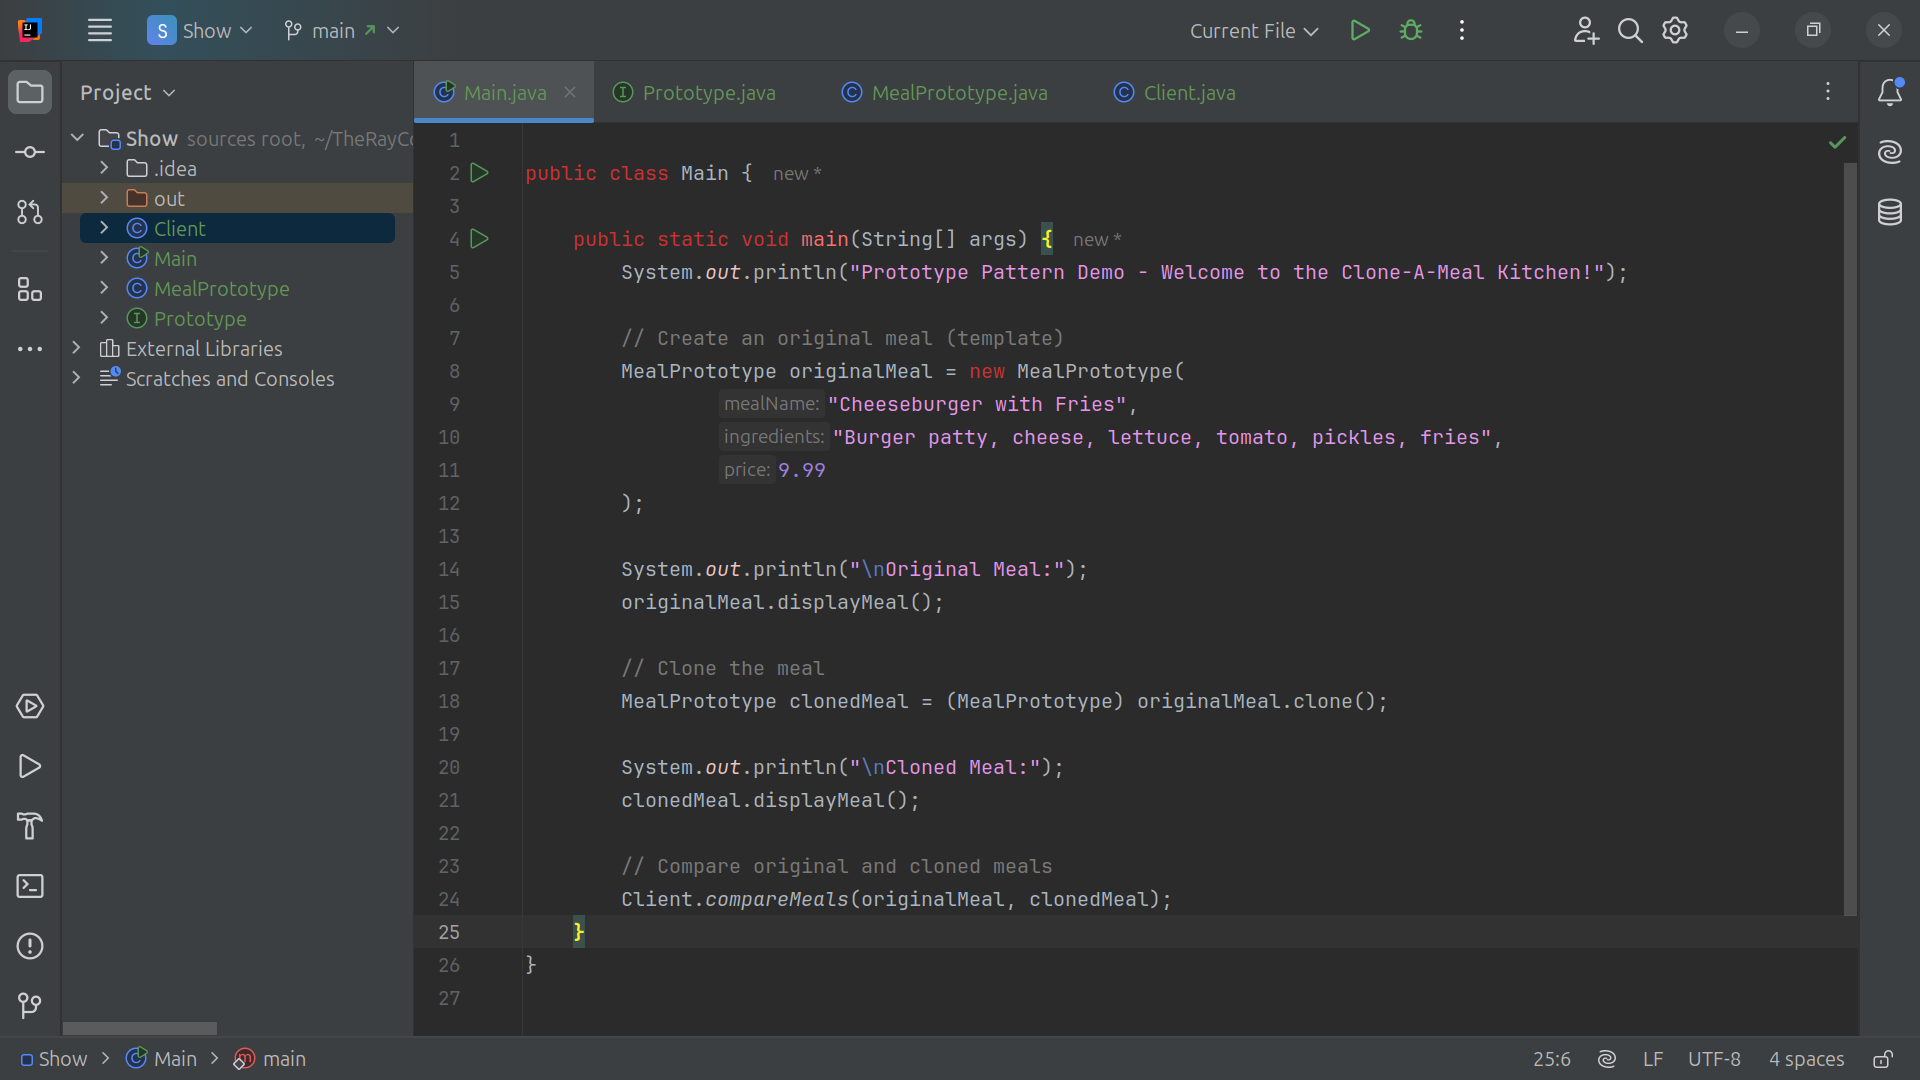 S Show main Current File
Project
Main.java Prototype.java MealPrototype.java Client.java
Show sources root, ~/TheRayCo
.idea
out
Client
Main
MealPrototype
Prototype
External Libraries
Scratches and Consoles
1
2 public class Main { new *
3
4 public static void main(String[] args) { new *
5 System.out.println("Prototype Pattern Demo - Welcome to the Clone-A-Meal Kitchen!");
6
7 // Create an original meal (template)
8 MealPrototype originalMeal = new MealPrototype(
9 mealName: "Cheeseburger with Fries",
10 ingredients: "Burger patty, cheese, lettuce, tomato, pickles, fries",
11 price: 9.99
12 );
13
14 System.out.println("\nOriginal Meal:");
15 originalMeal.displayMeal();
16
17 // Clone the meal
18 MealPrototype clonedMeal = (MealPrototype) originalMeal.clone();
19
20 System.out.println("\nCloned Meal:");
21 clonedMeal.displayMeal();
22
23 // Compare original and cloned meals
24 Client.compareMeals(originalMeal, clonedMeal);
25 }
26 }
27
Show Main main 25:6 LF UTF-8 4 spaces